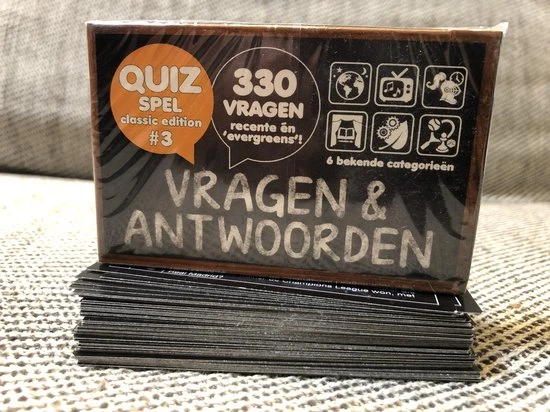 QUIZ
SPEL
classic edition
#3
330
VRAGEN
recente én
'evergreens'!
6 bekende categorieën
VRAGEN &
ANTWOORDEN
Real Madrid?
de Champions League won, met